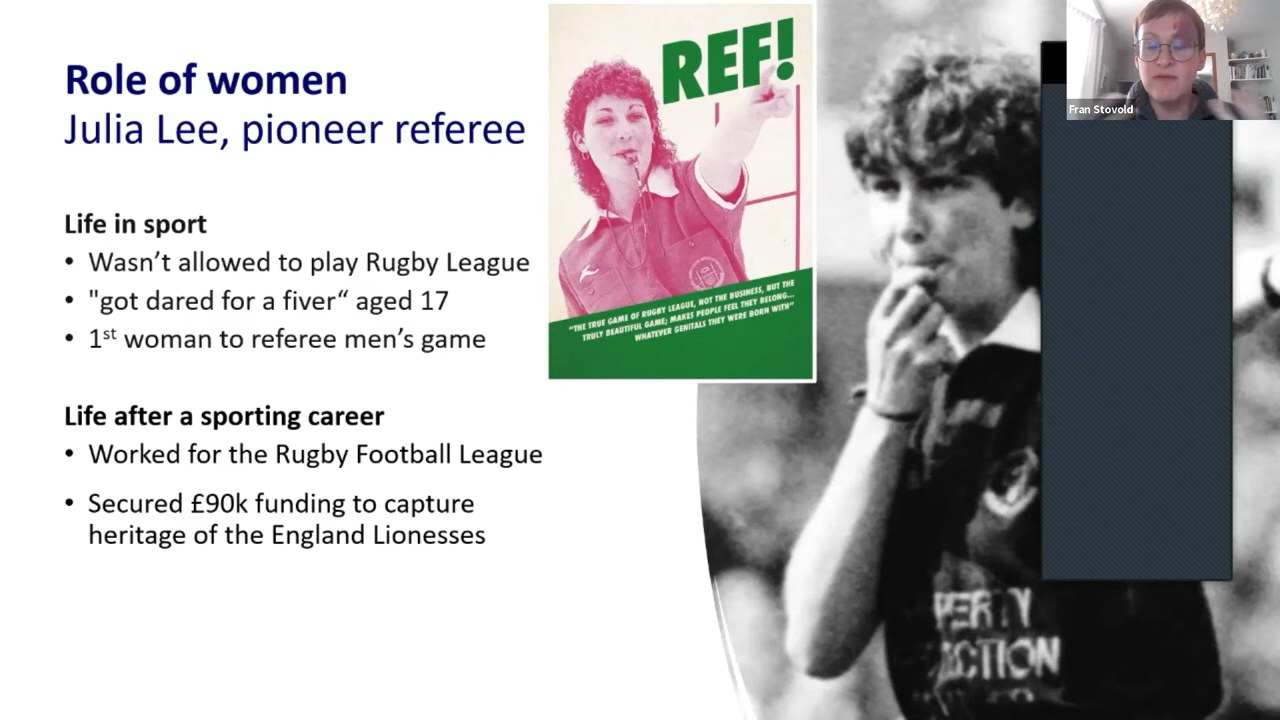 Role of women
Julia Lee, pioneer referee
Life in sport
• Wasn’t allowed to play Rugby League
• "got dared for a fiver“ aged 17
• 1st woman to referee men’s game
Life after a sporting career
• Worked for the Rugby Football League
• Secured £90k funding to capture
heritage of the England Lionesses
REF!
“THE TRUE GAME OF RUGBY LEAGUE, NOT THE BUSINESS, BUT THE
TRULY BEAUTIFUL GAME; MAKES PEOPLE FEEL THEY BELONG...
WHATEVER GENITALS THEY WERE BORN WITH”
Fran Stovold
PERTY
ACTION